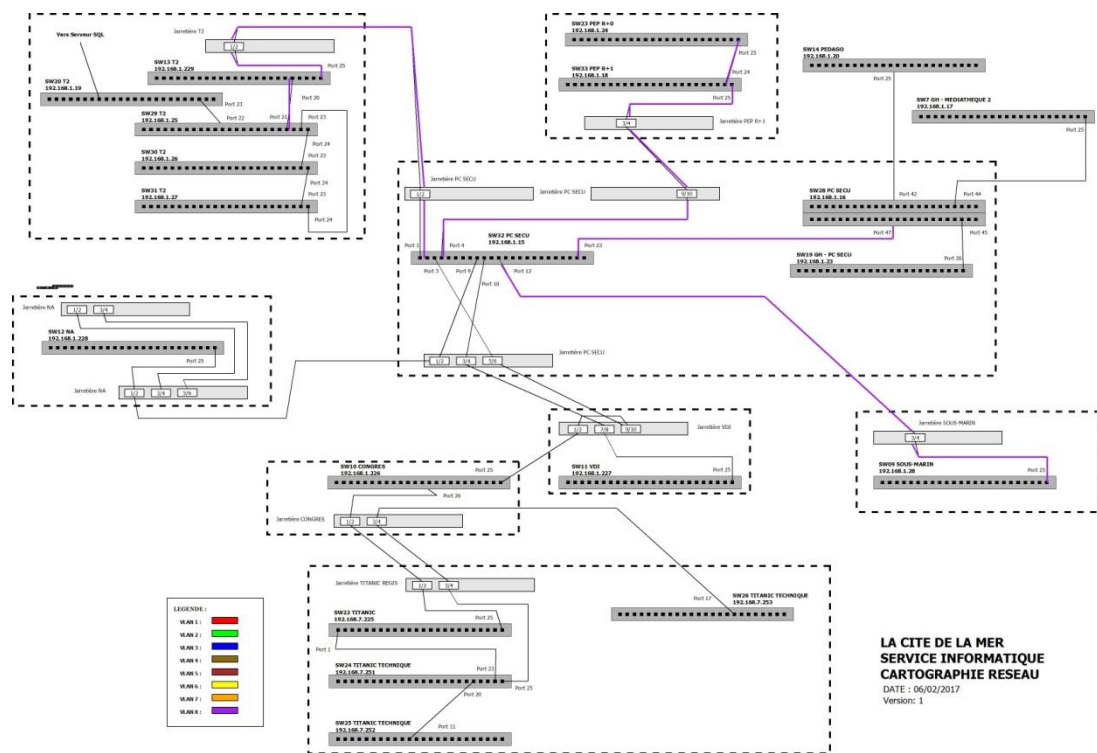 Vers Serveur SQL
Jarretière T2
1/2
SW13 T2
192.168.1.229
Port 25
SW20 T2
192.168.1.19
Port 20
Port 23
SW29 T2
192.168.1.25
Port 22
Port 21
Port 23
Port 24
SW30 T2
192.168.1.26
Port 23
Port 24
SW31 T2
192.168.1.27
Port 23
Port 24
SW23 PEP R+0
192.168.1.24
Port 23
SW33 PEP R+1
192.168.1.18
Port 24
Port 25
3/4
Jarretière PEP R+1
SW14 PEDAGO
192.168.1.20
Port 25
SW7 GH - MEDIATHEQUE 2
192.168.1.17
Port 25
Jarretière PC SECU
1/2
Jarretière PC SECU
9/10
SW28 PC SECU
192.168.1.16
Port 42
Port 44
Port 47
Port 45
SW32 PC SECU
192.168.1.15
Port 1
Port 4
Port 23
Port 3
Port 9
Port 12
Port 10
SW19 GH - PC SECU
192.168.1.23
Port 26
1/2
3/4
5/6
Jarretière PC SECU
Jarretière NA
1/2
3/4
SW12 NA
192.168.1.228
Port 25
Jarretière NA
1/2
3/4
5/6
1/2
7/8
9/10
Jarretière VDI
SW11 VDI
192.168.1.227
Port 25
Jarretière SOUS-MARIN
3/4
SW09 SOUS-MARIN
192.168.1.28
Port 25
SW10 CONGRES
192.168.1.226
Port 25
Port 26
Jarretière CONGRES
1/2
3/4
Jarretière TITANIC REGIS
1/2
3/4
SW22 TITANIC
192.168.7.225
Port 25
Port 1
SW24 TITANIC TECHNIQUE
192.168.7.251
Port 23
Port 20
Port 25
SW25 TITANIC TECHNIQUE
192.168.7.252
Port 11
Port 17
SW26 TITANIC TECHNIQUE
192.168.7.253
LEGENDE :
VLAN 1 :
VLAN 2 :
VLAN 3 :
VLAN 4 :
VLAN 5 :
VLAN 6 :
VLAN 7 :
VLAN 8 :
LA CITE DE LA MER
SERVICE INFORMATIQUE
CARTOGRAPHIE RESEAU
DATE : 06/02/2017
Version: 1